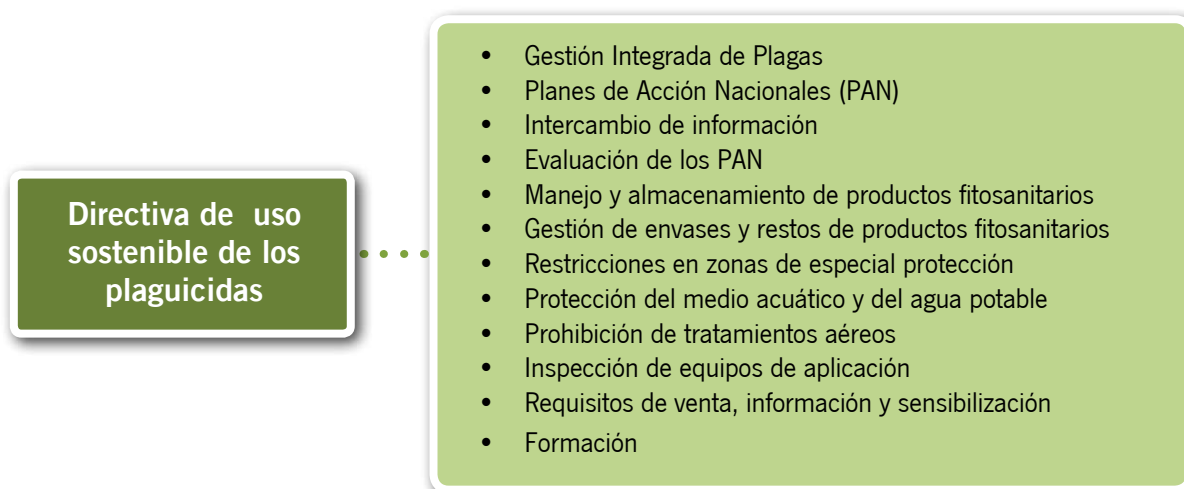 Directiva de uso
sostenible de los
plaguicidas
• Gestión Integrada de Plagas
• Planes de Acción Nacionales (PAN)
• Intercambio de información
• Evaluación de los PAN
• Manejo y almacenamiento de productos fitosanitarios
• Gestión de envases y restos de productos fitosanitarios
• Restricciones en zonas de especial protección
• Protección del medio acuático y del agua potable
• Prohibición de tratamientos aéreos
• Inspección de equipos de aplicación
• Requisitos de venta, información y sensibilización
• Formación